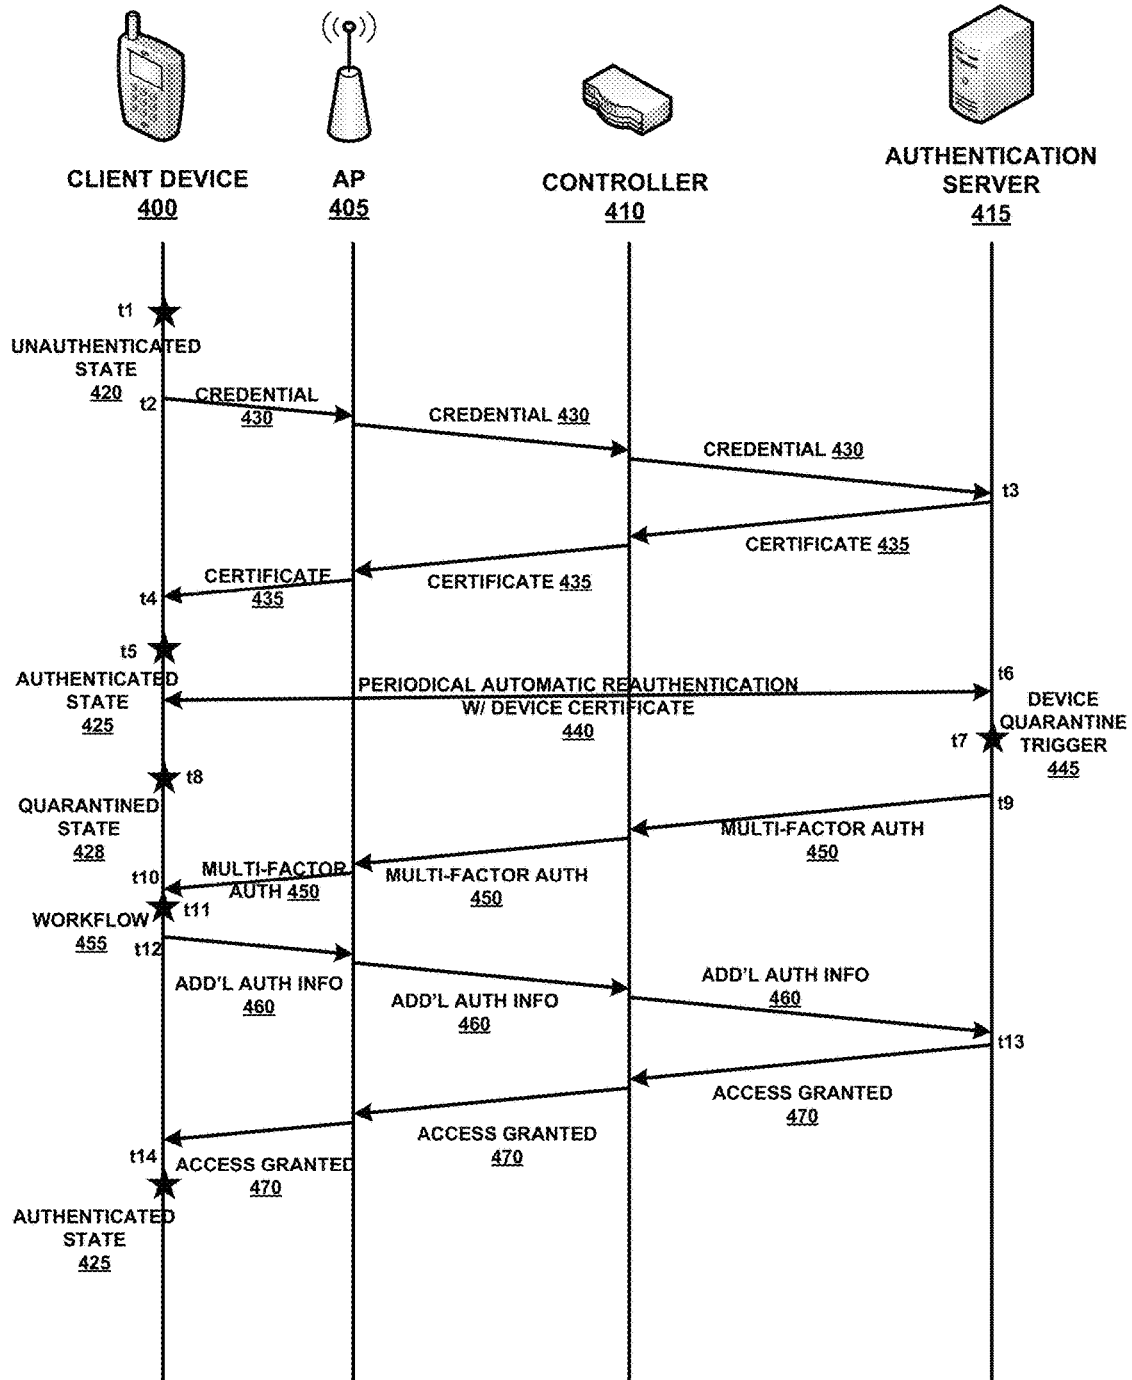 CLIENT DEVICE
400
AP
405
CONTROLLER
410
AUTHENTICATION
SERVER
415
t1
UNAUTHENTICATED
STATE
420
t2
CREDENTIAL
430
CREDENTIAL 430
CREDENTIAL 430
t3
CERTIFICATE 435
CERTIFICATE 435
CERTIFICATE
435
t4
t5
AUTHENTICATED
STATE
425
PERIODICAL AUTOMATIC REAUTHENTICATION
W/ DEVICE CERTIFICATE
440
t6
DEVICE
QUARANTINE
TRIGGER
445
t7
t8
QUARANTINED
STATE
428
t9
MULTI-FACTOR AUTH
450
MULTI-FACTOR AUTH
450
MULTI-FACTOR
AUTH 450
t10
t11
WORKFLOW
455
t12
ADD'L AUTH INFO
460
ADD'L AUTH INFO
460
ADD'L AUTH INFO
460
t13
ACCESS GRANTED
470
ACCESS GRANTED
470
ACCESS GRANTED
470
t14
AUTHENTICATED
STATE
425